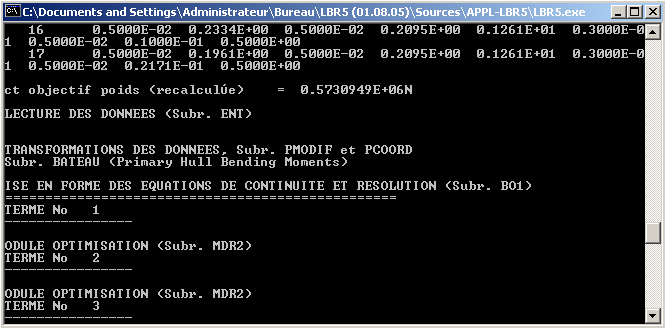 C:\Documents and Settings\Administrateur\Bureau\LBR5 (01.08.05)\Sources\APPL-LBR5\LBR5.exe
16 0.5000E-02 0.2334E+00 0.5000E-02 0.2095E+00 0.1261E+01 0.3000E-0
1 0.5000E-02 0.1000E-01 0.5000E+00
17 0.5000E-02 0.1961E+00 0.5000E-02 0.2095E+00 0.1261E+01 0.3000E-0
1 0.5000E-02 0.2171E-01 0.5000E+00
ct objectif poids (recalculúe) = 0.5730949E+06N
LECTURE DES DONNEES (Subr. ENT)
TRANSFORMATIONS DES DONNEES, Subr. PMODIF et PCOORD
Subr. BATEAU (Primary Hull Bending Moments)
ISE EN FORME DES EQUATIONS DE CONTINUITE ET RESOLUTION (Subr. BO1)
=================================================
TERME No 1
----------------
ODULE OPTIMISATION (Subr. MDR2)
TERME No 2
----------------
ODULE OPTIMISATION (Subr. MDR2)
TERME No 3
----------------